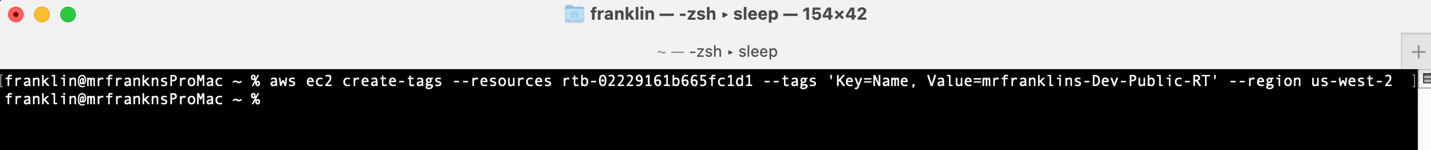 franklin — -zsh ▸ sleep — 154×42
~ — -zsh ▸ sleep
franklin@mrfranknsProMac ~ % aws ec2 create-tags --resources rtb-02229161b665fc1d1 --tags 'Key=Name, Value=mrfranklins-Dev-Public-RT' --region us-west-2
franklin@mrfranknsProMac ~ %